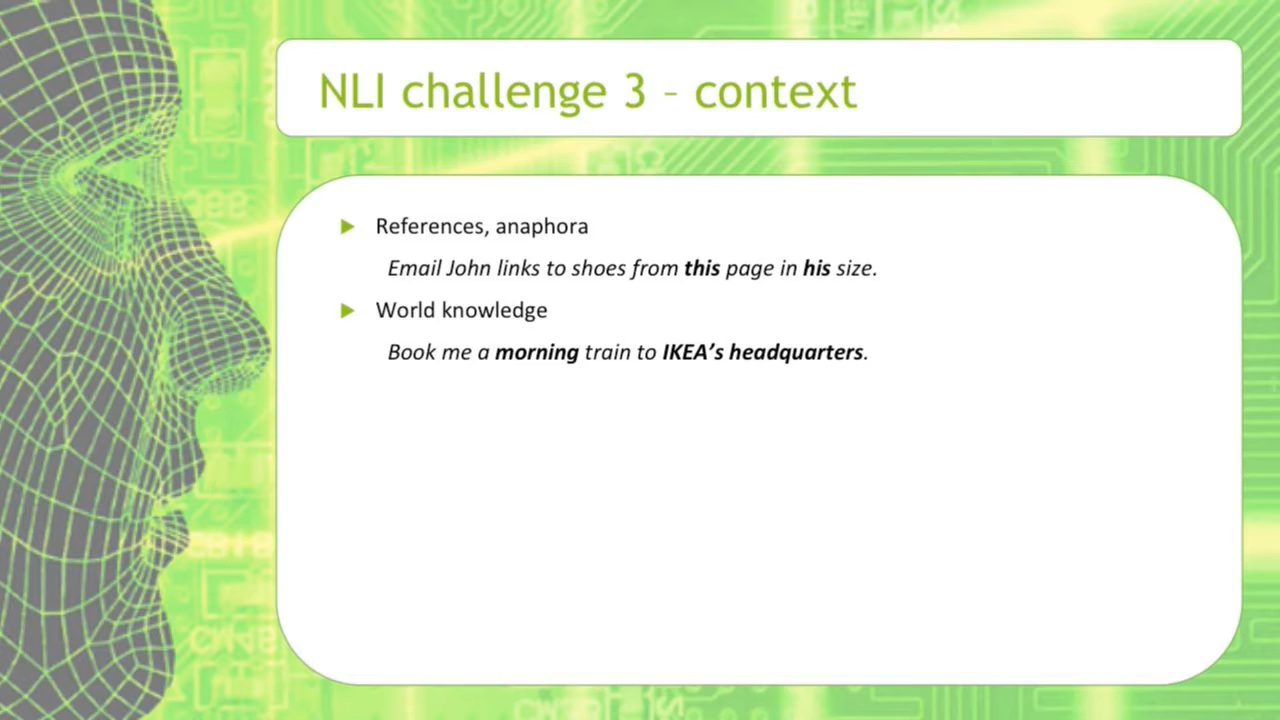 NLI challenge 3 – context
References, anaphora
Email John links to shoes from this page in his size.
World knowledge
Book me a morning train to IKEA's headquarters.